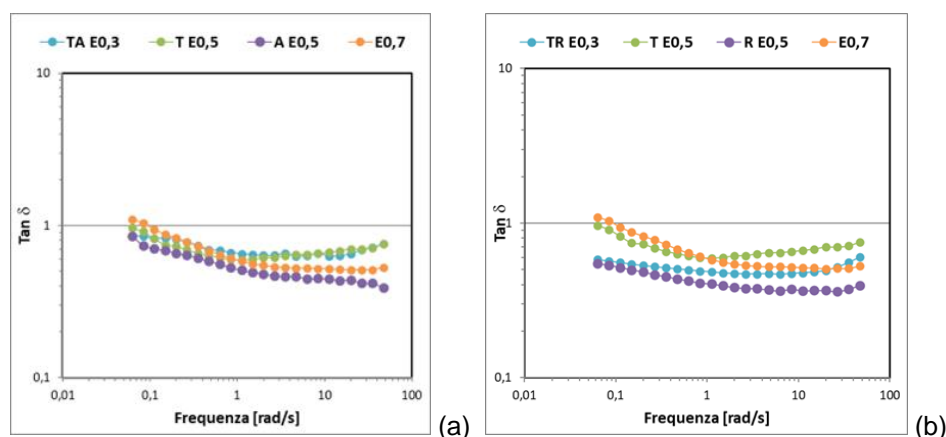 TA E0,3 T E0,5 A E0,5 E0,7
10
1
0,1
Tan δ
0,01 0,1 1 10 100
Frequenza [rad/s]
(a)
TR E0,3 T E0,5 R E0,5 E0,7
10
1
0,1
Tan δ
0,01 0,1 1 10 100
Frequenza [rad/s]
(b)